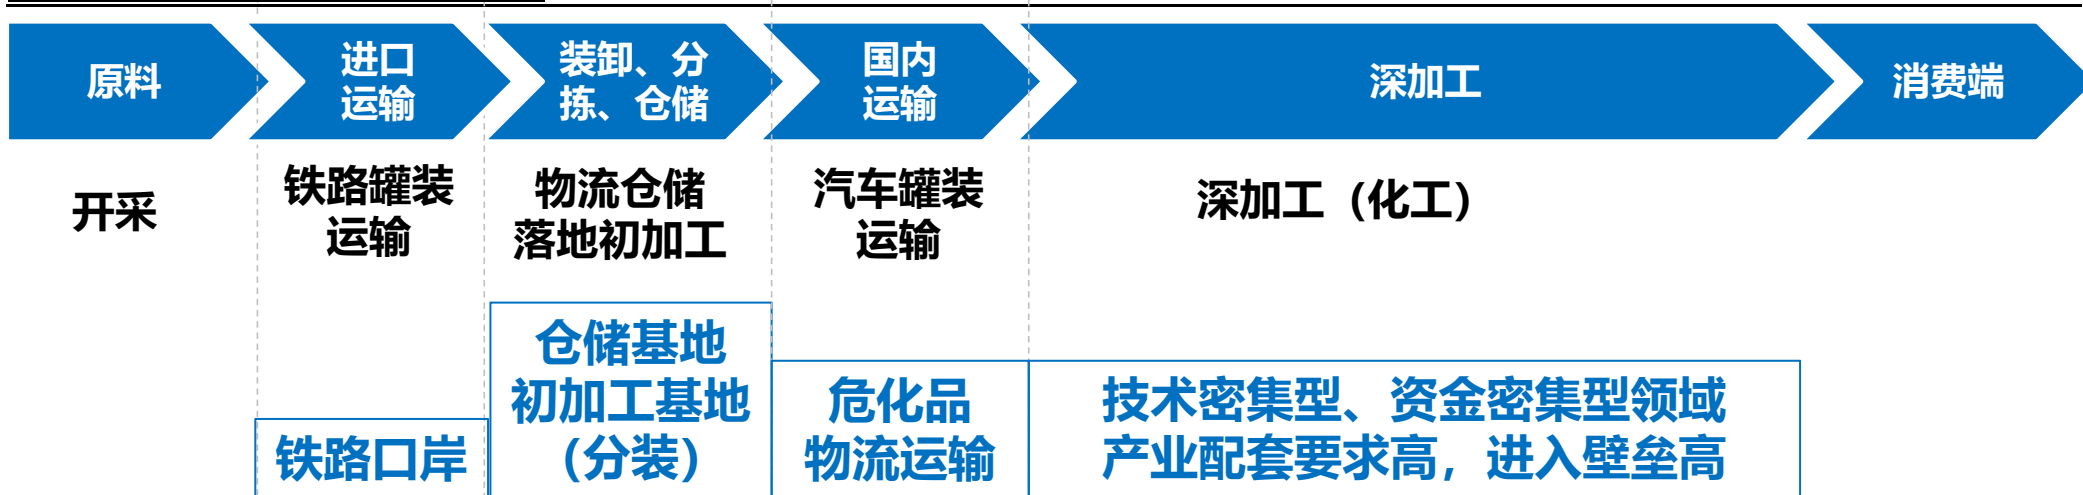 原料
进口
运输
装卸、分
拣、仓储
国内
运输
深加工
消费端
开采
铁路罐装
运输
物流仓储
落地初加工
汽车罐装
运输
深加工（化工）
铁路口岸
仓储基地
初加工基地
（分装）
危化品
物流运输
技术密集型、资金密集型领域
产业配套要求高，进入壁垒高